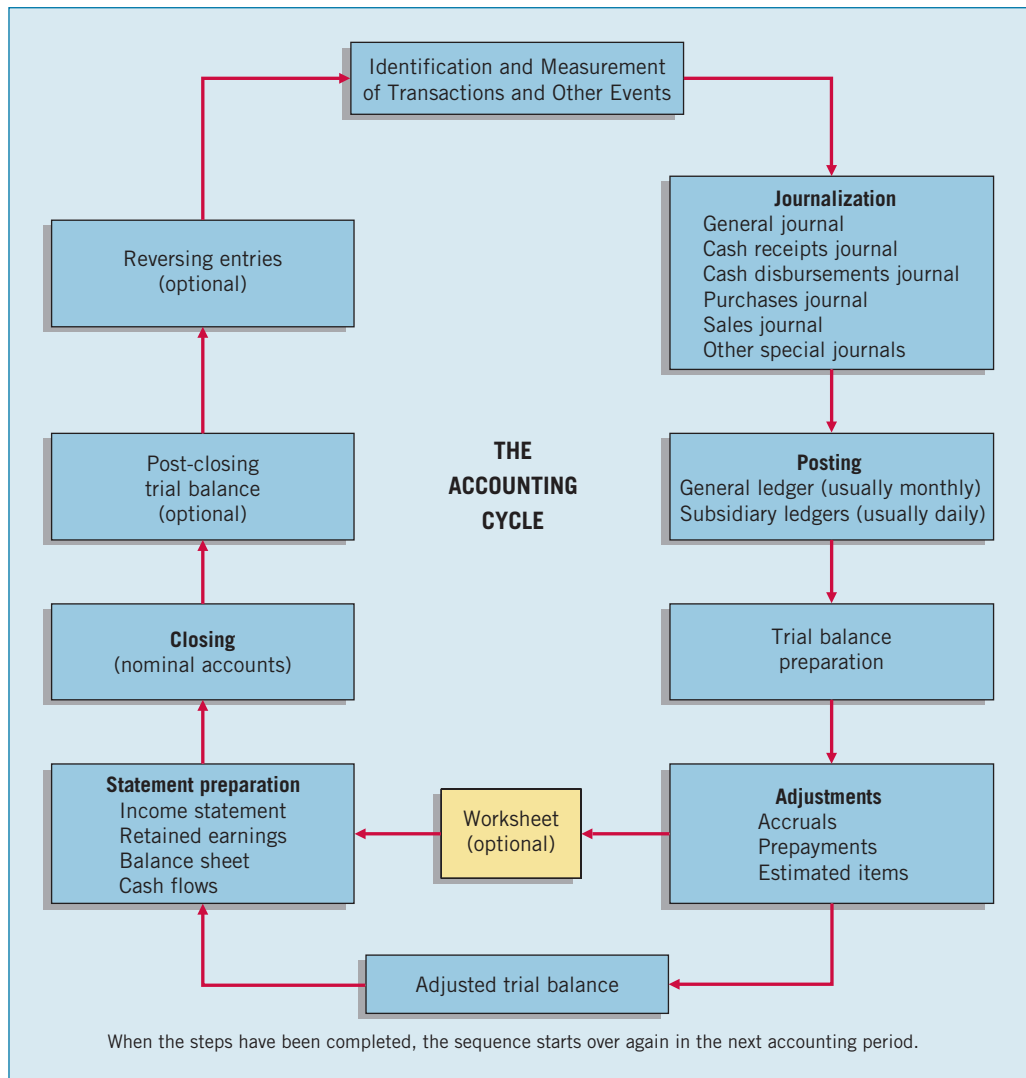 Identification and Measurement
of Transactions and Other Events
Journalization
General journal
Cash receipts journal
Cash disbursements journal
Purchases journal
Sales journal
Other special journals
Posting
General ledger (usually monthly)
Subsidiary ledgers (usually daily)
Trial balance
preparation
Adjustments
Accruals
Prepayments
Estimated items
Worksheet
(optional)
Adjusted trial balance
Statement preparation
Income statement
Retained earnings
Balance sheet
Cash flows
Closing
(nominal accounts)
Post-closing
trial balance
(optional)
Reversing entries
(optional)
THE
ACCOUNTING
CYCLE
When the steps have been completed, the sequence starts over again in the next accounting period.